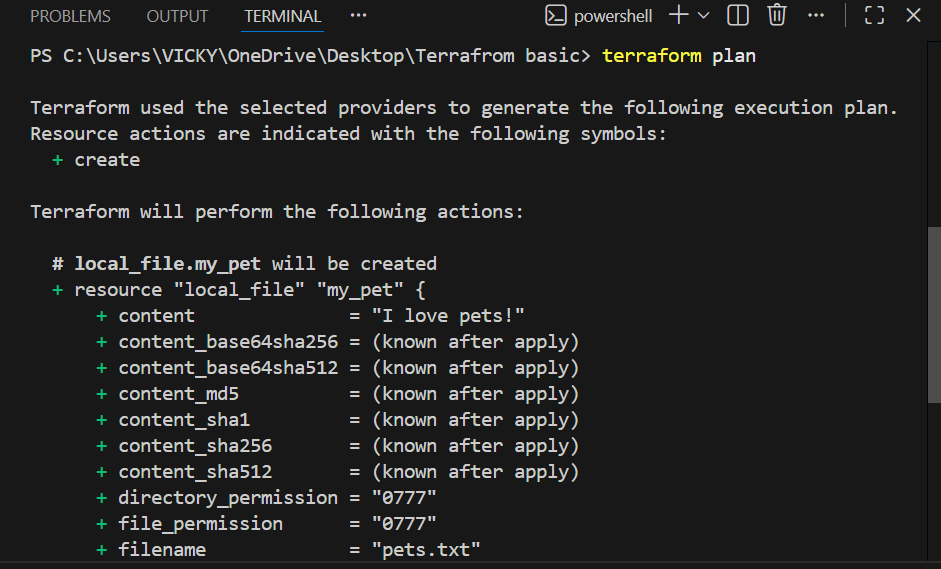 PROBLEMS OUTPUT TERMINAL ··· powershell
PS C:\Users\VICKY\OneDrive\Desktop\Terrafrom basic> terraform plan
Terraform used the selected providers to generate the following execution plan.
Resource actions are indicated with the following symbols:
+ create
Terraform will perform the following actions:
# local_file.my_pet will be created
+ resource "local_file" "my_pet" {
+ content = "I love pets!"
+ content_base64sha256 = (known after apply)
+ content_base64sha512 = (known after apply)
+ content_md5 = (known after apply)
+ content_sha1 = (known after apply)
+ content_sha256 = (known after apply)
+ content_sha512 = (known after apply)
+ directory_permission = "0777"
+ file_permission = "0777"
+ filename = "pets.txt"